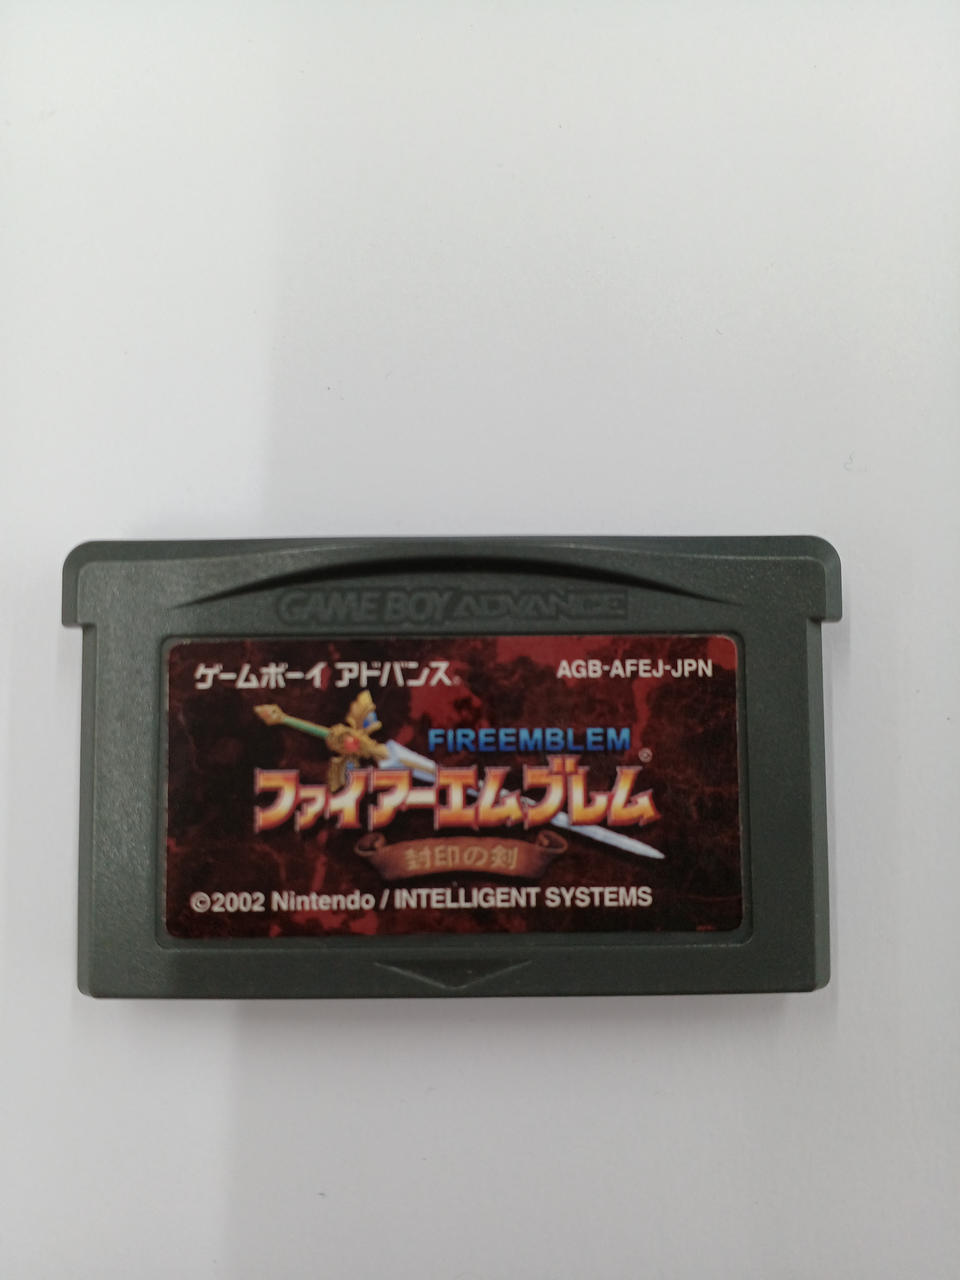 GAME BOY ADVANCE
ゲームボーイ アドバンス®
AGB-AFEJ-JPN
FIREEMBLEM
ファイアーエムブレム®
封印の剣
©2002 Nintendo / INTELLIGENT SYSTEMS